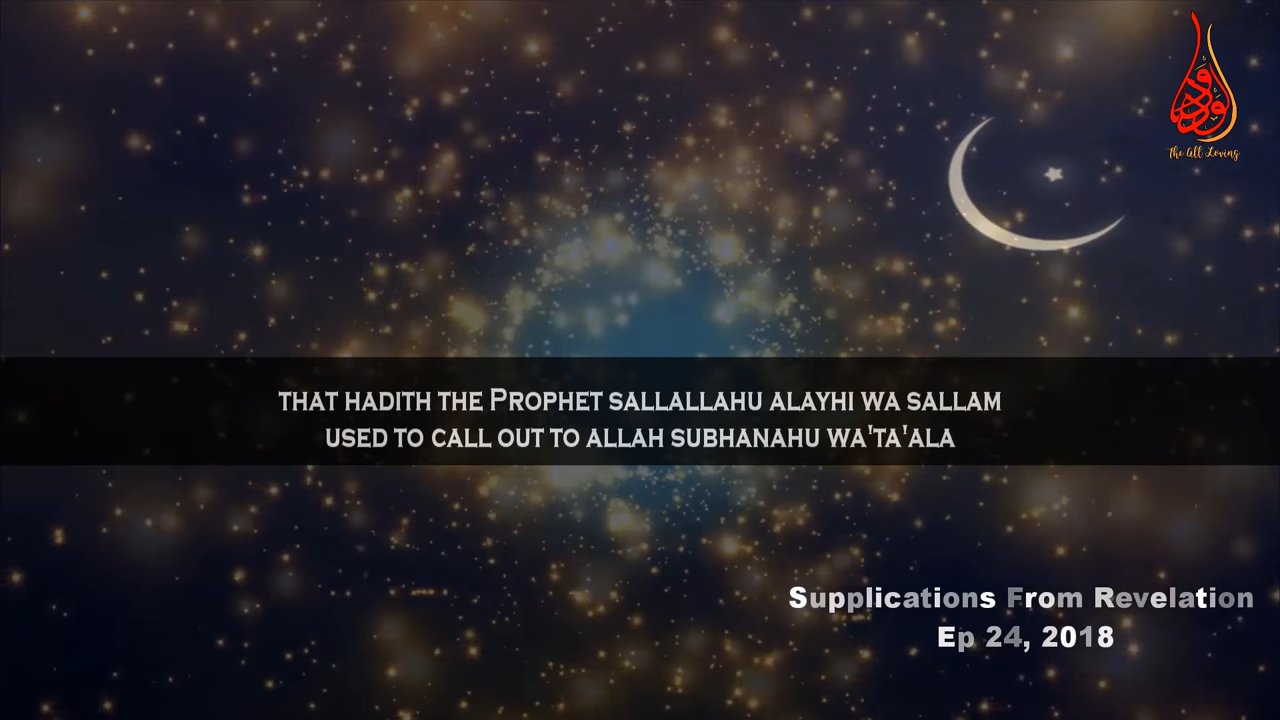 The All Loving
THAT HADITH THE PROPHET SALLALLAHU ALAYHI WA SALLAM
USED TO CALL OUT TO ALLAH SUBHANAHU WA'TA'ALA
Supplications From Revelation
Ep 24, 2018